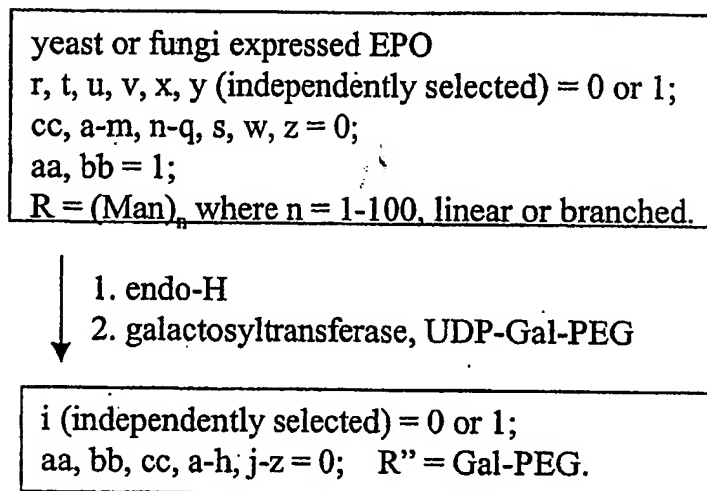 yeast or fungi expressed EPO
r, t, u, v, x, y (independently selected) = 0 or 1;
cc, a-m, n-q, s, w, z = 0;
aa, bb = 1;
R = (Man)n where n = 1-100, linear or branched.
1. endo-H
2. galactosyltransferase, UDP-Gal-PEG
i (independently selected) = 0 or 1;
aa, bb, cc, a-h, j-z = 0; R” = Gal-PEG.